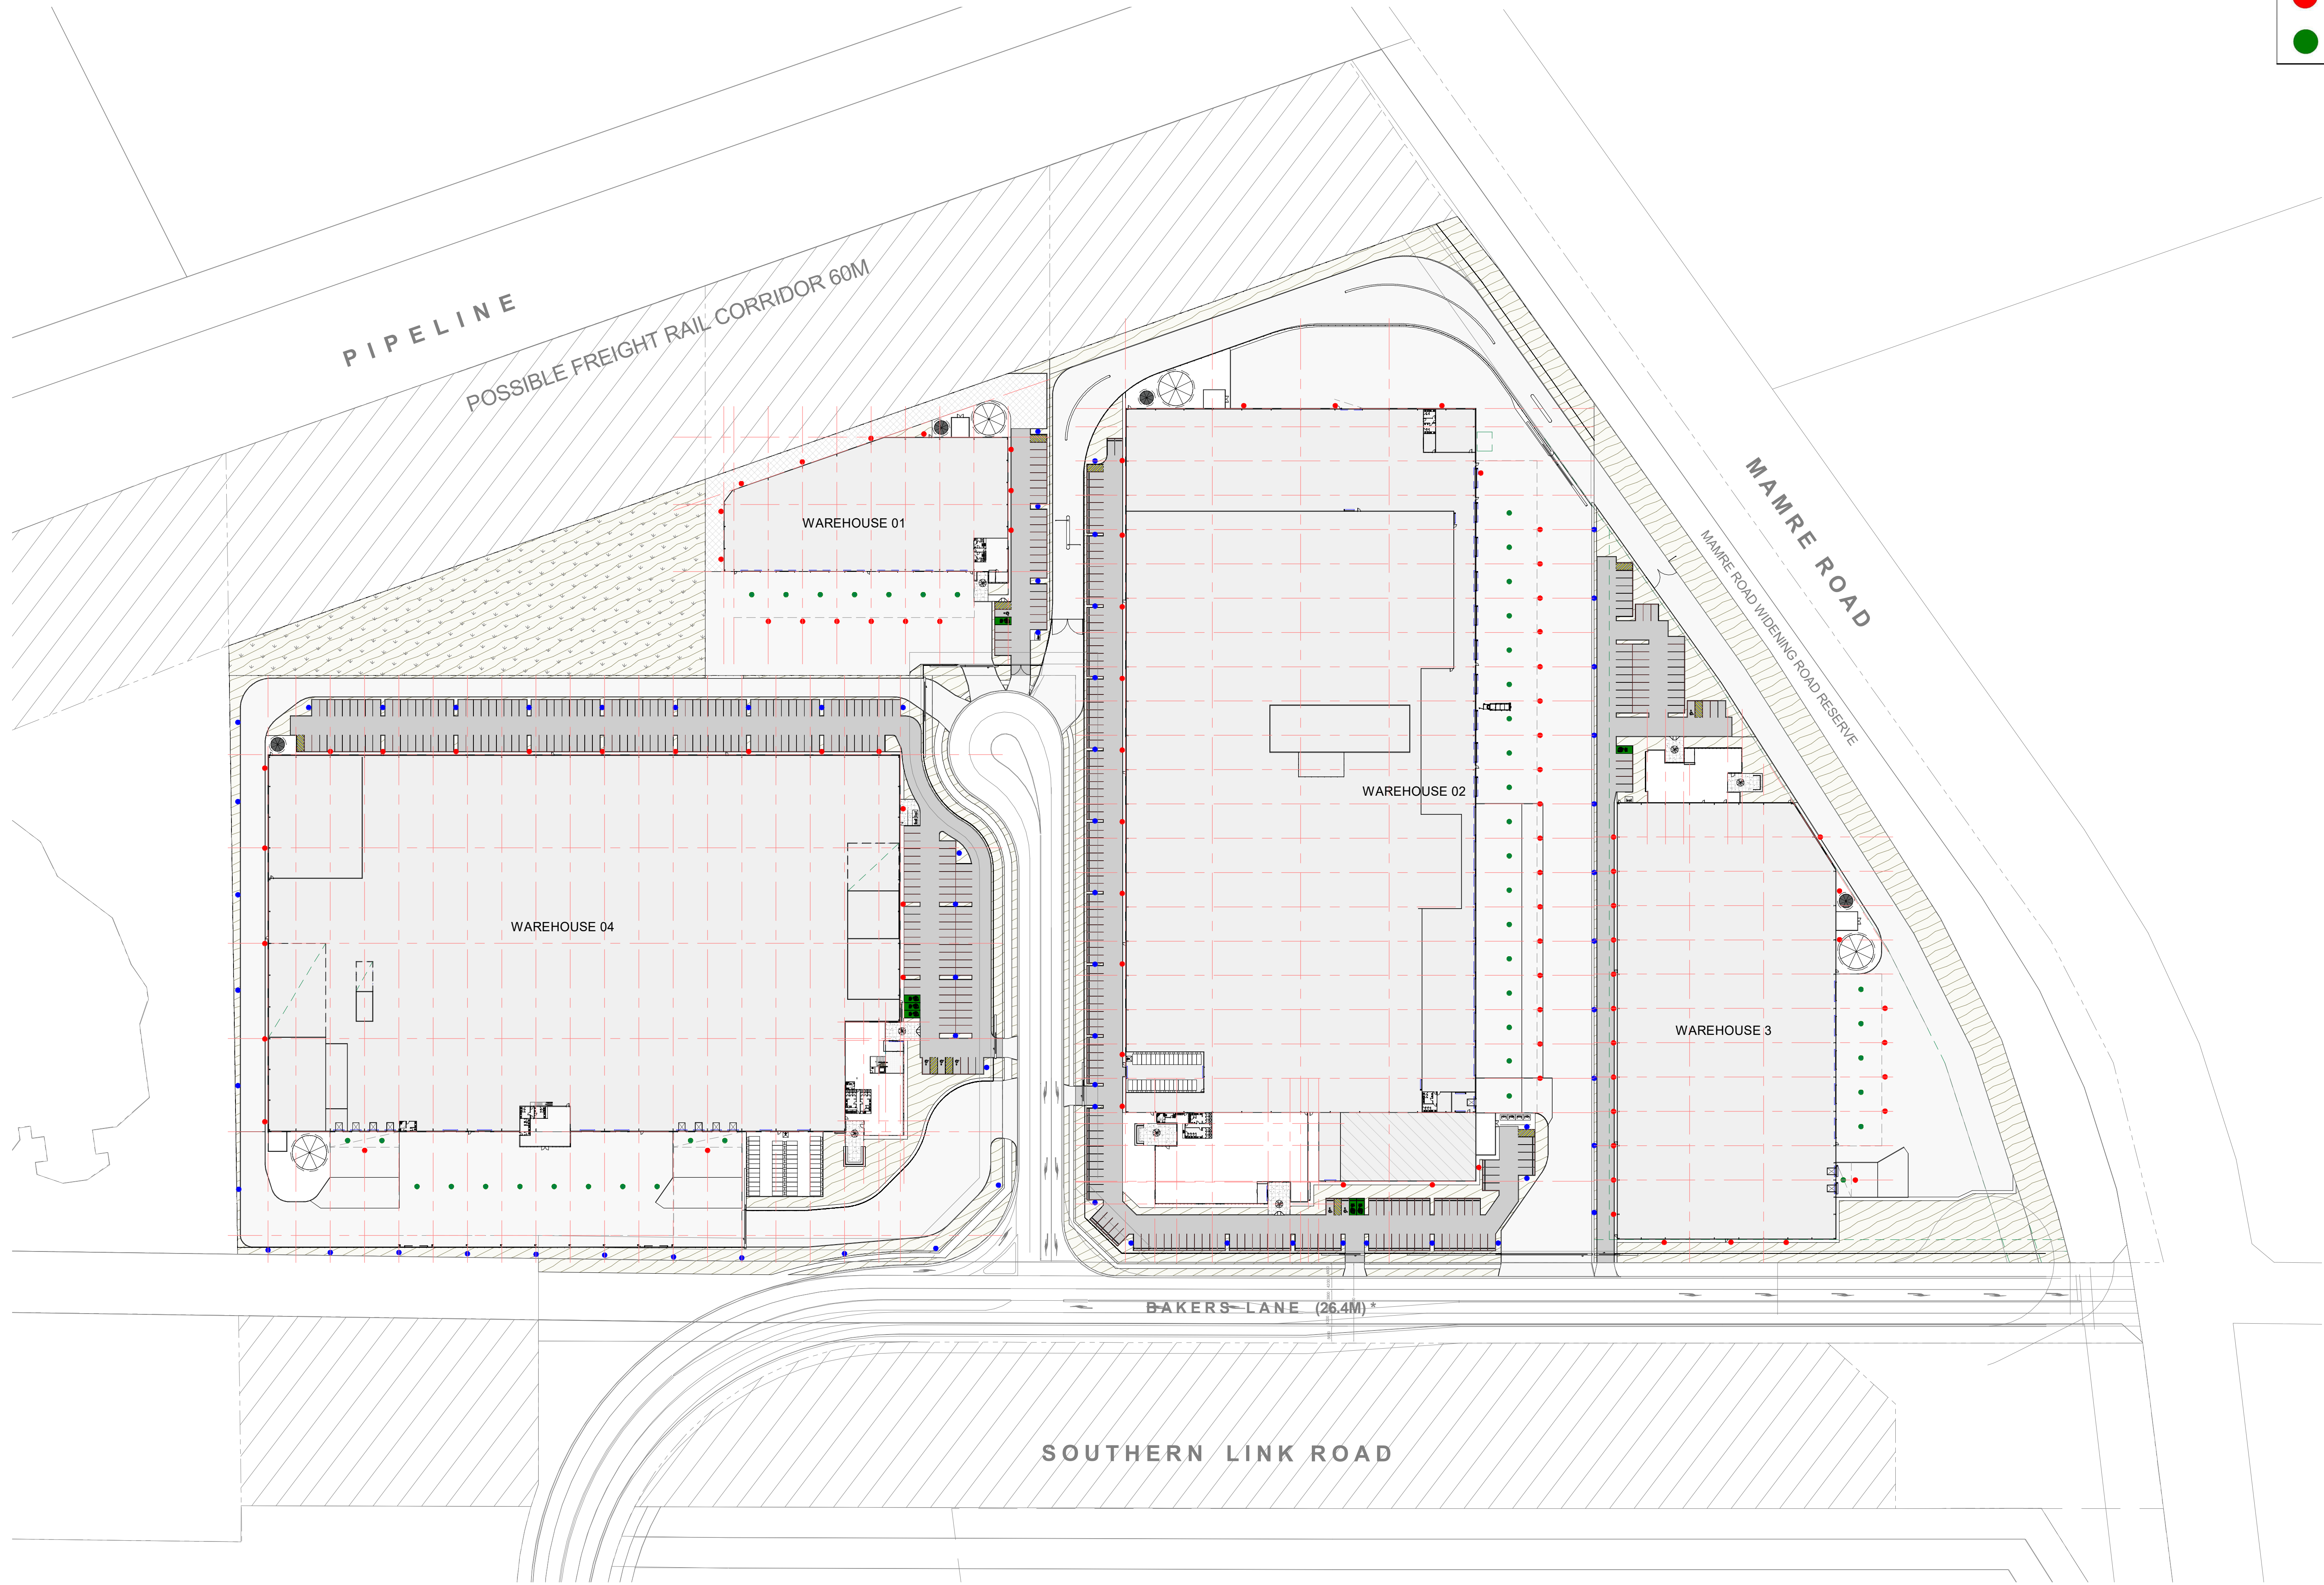 PIPELINE
POSSIBLE FREIGHT RAIL CORRIDOR 60M
MAMRE ROAD
MAMRE ROAD WIDENING ROAD RESERVE
WAREHOUSE 01
WAREHOUSE 02
WAREHOUSE 04
WAREHOUSE 3
BAKERS LANE (26.4M) *
SOUTHERN LINK ROAD